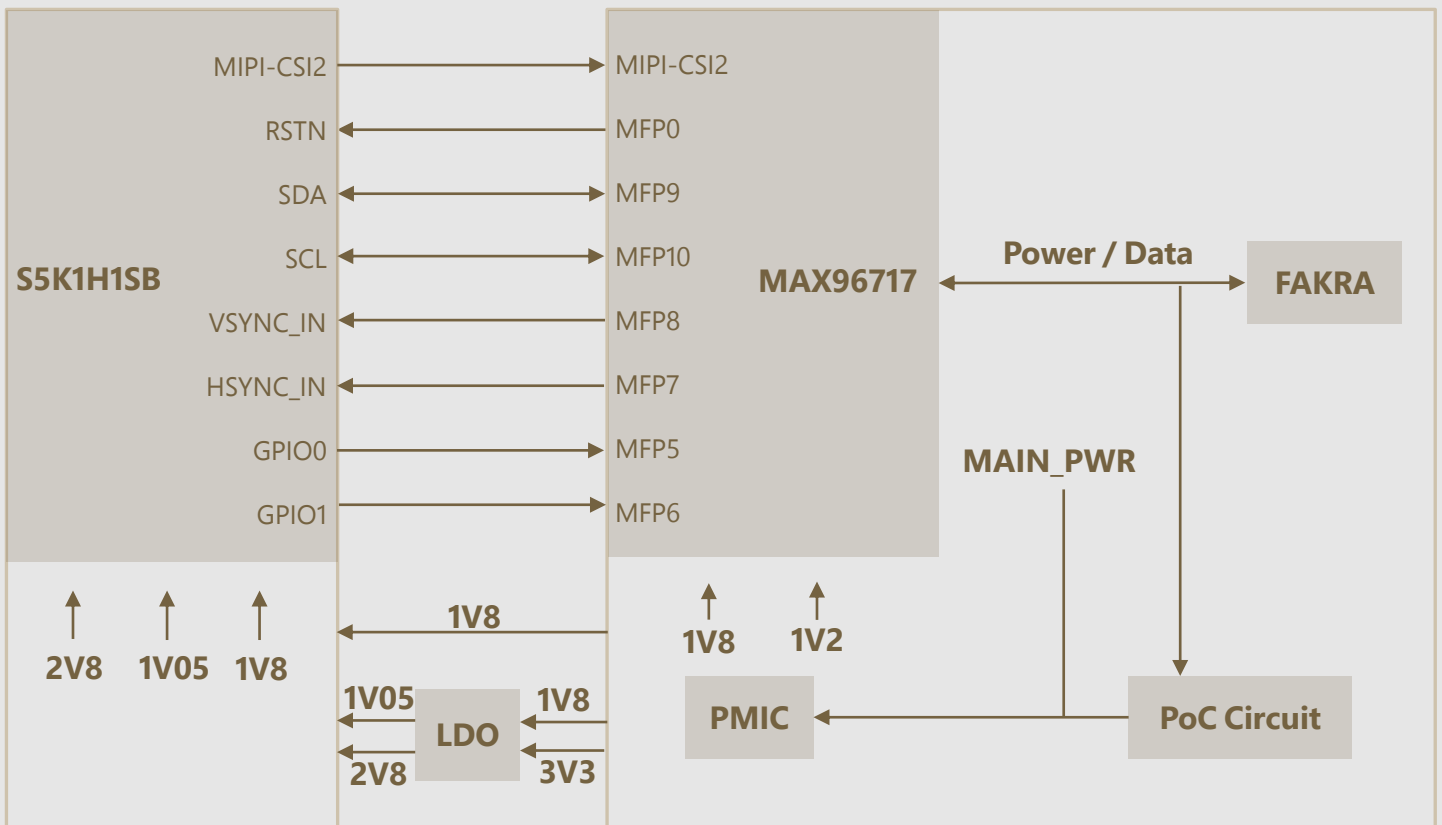 MIPI-CSI2
MIPI-CSI2
RSTN
MFP0
SDA
MFP9
SCL
MFP10
S5K1H1SB
MAX96717
Power / Data
FAKRA
VSYNC_IN
MFP8
HSYNC_IN
MFP7
GPIO0
MFP5
MAIN_PWR
GPIO1
MFP6
1V8
1V8
1V2
2V8
1V05
1V8
1V05
1V8
LDO
PMIC
PoC Circuit
2V8
3V3